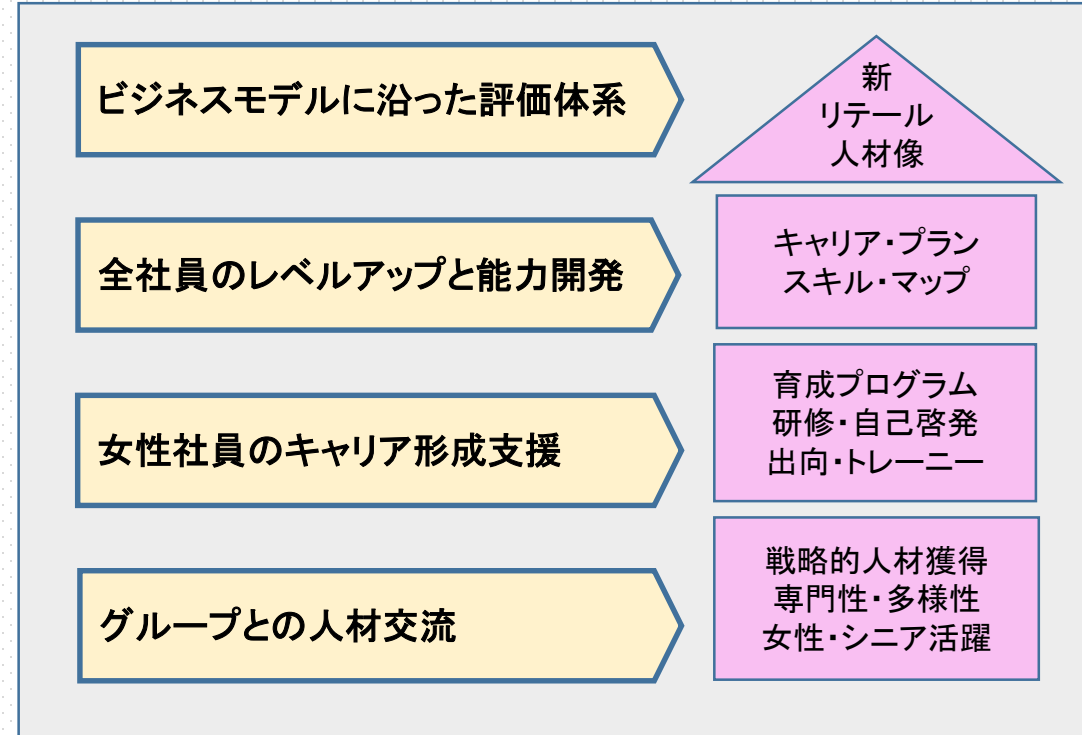 ビジネスモデルに沿った評価体系
新
リテール
人材像
全社員のレベルアップと能力開発
キャリア・プラン
スキル・マップ
女性社員のキャリア形成支援
育成プログラム
研修・自己啓発
出向・トレーニー
グループとの人材交流
戦略的人材獲得
専門性・多様性
女性・シニア活躍